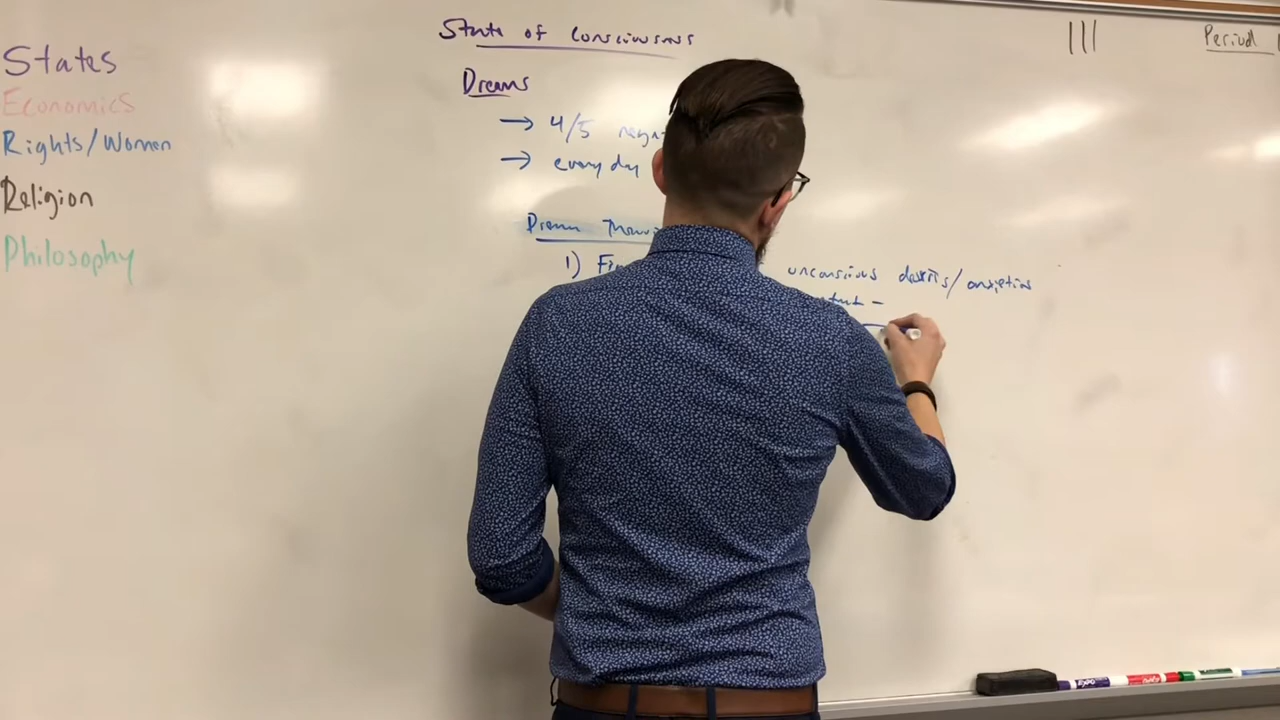 States
Economics
Rights/Women
Religion
Philosophy
State of Consciousness
Dreams
→ 4/5
→ every day
Dream
1)
unconscious desires/anxieties
|||
Period